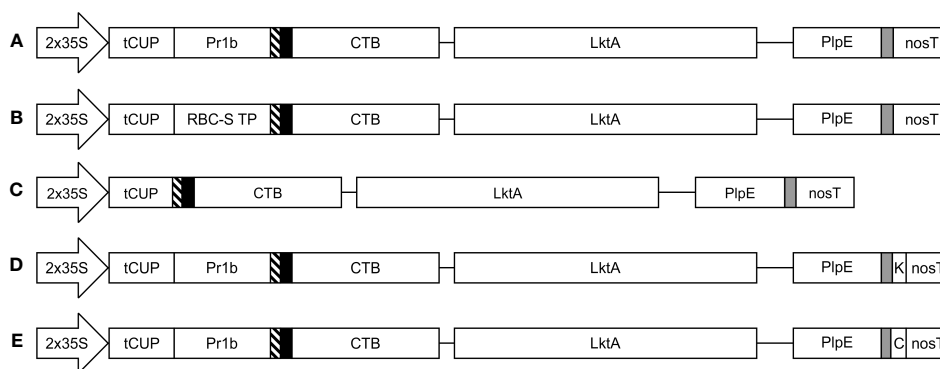 A 2x35S tCUP Pr1b CTB LktA PlpE nosT
B 2x35S tCUP RBC-S TP CTB LktA PlpE nosT
C 2x35S tCUP CTB LktA PlpE nosT
D 2x35S tCUP Pr1b CTB LktA PlpE K nosT
E 2x35S tCUP Pr1b CTB LktA PlpE C nosT